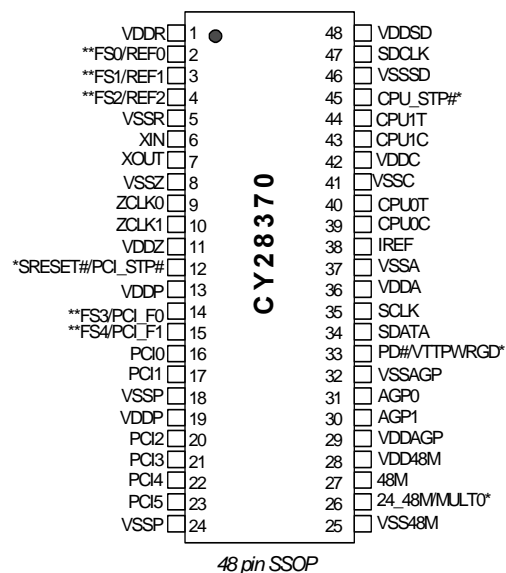 VDDR 1 48 VDDSD
**FS0/REF0 2 47 SDCLK
**FS1/REF1 3 46 VSSSD
**FS2/REF2 4 45 CPU_STP#*
VSSR 5 44 CPU1T
XIN 6 43 CPU1C
XOUT 7 42 VDDC
VSSZ 8 41 VSSC
ZCLK0 9 40 CPU0T
ZCLK1 10 39 CPU0C
VDDZ 11 38 IREF
*SRESET#/PCI_STP# 12 37 VSSA
VDDP 13 36 VDDA
**FS3/PCI_F0 14 35 SCLK
**FS4/PCI_F1 15 34 SDATA
PCI0 16 33 PD#/VTTPWRGD*
PCI1 17 32 VSSAGP
VSSP 18 31 AGP0
VDDP 19 30 AGP1
PCI2 20 29 VDDAGP
PCI3 21 28 VDD48M
PCI4 22 27 48M
PCI5 23 26 24_48M/MULT0*
VSSP 24 25 VSS48M
CY28370
48 pin SSOP